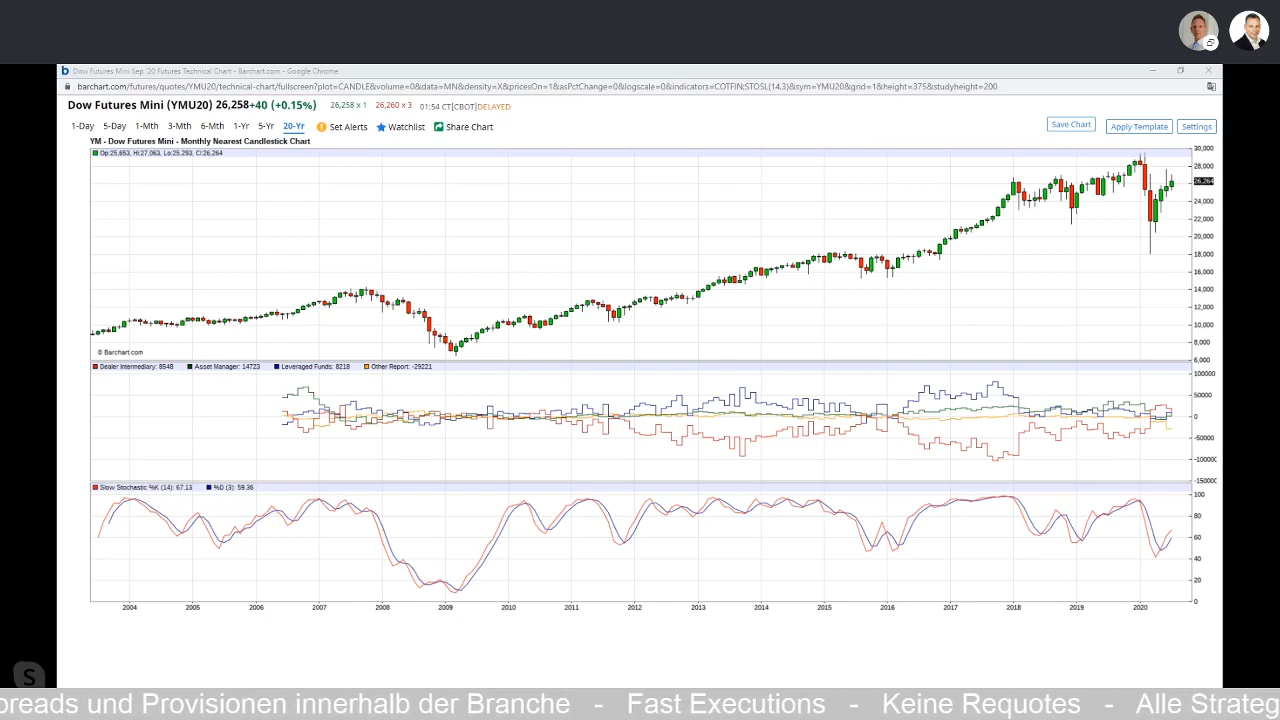 b Dow Futures Mini Sep '20 Futures Technical Chart - Barchart.com - Google Chrome
barchart.com/futures/quotes/YMU20/technical-chart/fullscreen?plot=CANDLE&volume=0&data=MN&density=X&pricesOn=1&asPctChange=0&logscale=0&indicators=COTFIN;STOSL(14,3)&sym=YMU20&grid=1&height=375&studyheight=200
Dow Futures Mini (YMU20) 26,258 +40 (+0.15%) 26,258 x 1 26,260 x 3 01:54 CT[CBOT]DELAYED
1-Day 5-Day 1-Mth 3-Mth 6-Mth 1-Yr 5-Yr 20-Yr Set Alerts Watchlist Share Chart Save Chart Apply Template Settings
YM - Dow Futures Mini - Monthly Nearest Candlestick Chart
Op:25,653, Hi:27,063, Lo:25,293, Cl:26,264
30,000
28,000
26,264
24,000
22,000
20,000
18,000
16,000
14,000
12,000
10,000
8,000
6,000
© Barchart.com
Dealer Intermediary: 8548 Asset Manager: 14723 Leveraged Funds: 8218 Other Report: -29221
100000
50000
0
-50000
-100000
-150000
Slow Stochastic %K (14): 67.13 %D (3): 59.36
100
80
60
40
20
0
2004 2005 2006 2007 2008 2009 2010 2011 2012 2013 2014 2015 2016 2017 2018 2019 2020
S
preads und Provisionen innerhalb der Branche - Fast Executions - Keine Requotes - Alle Strateg